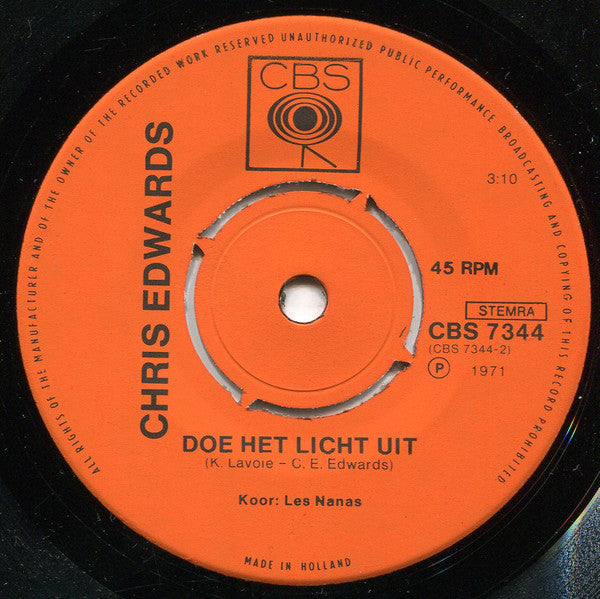 ALL RIGHTS OF THE MANUFACTURER AND OF THE OWNER OF THE RECORDED WORK RESERVED UNAUTHORIZED PUBLIC PERFORMANCE BROADCASTING AND COPYING OF THIS RECORD PROHIBITED
CBS
CHRIS EDWARDS
3:10
45 RPM
STEMRA
CBS 7344
(CBS 7344-2)
Ⓟ 1971
DOE HET LICHT UIT
(K. Lavoie – C. E. Edwards)
Koor: Les Nanas
MADE IN HOLLAND